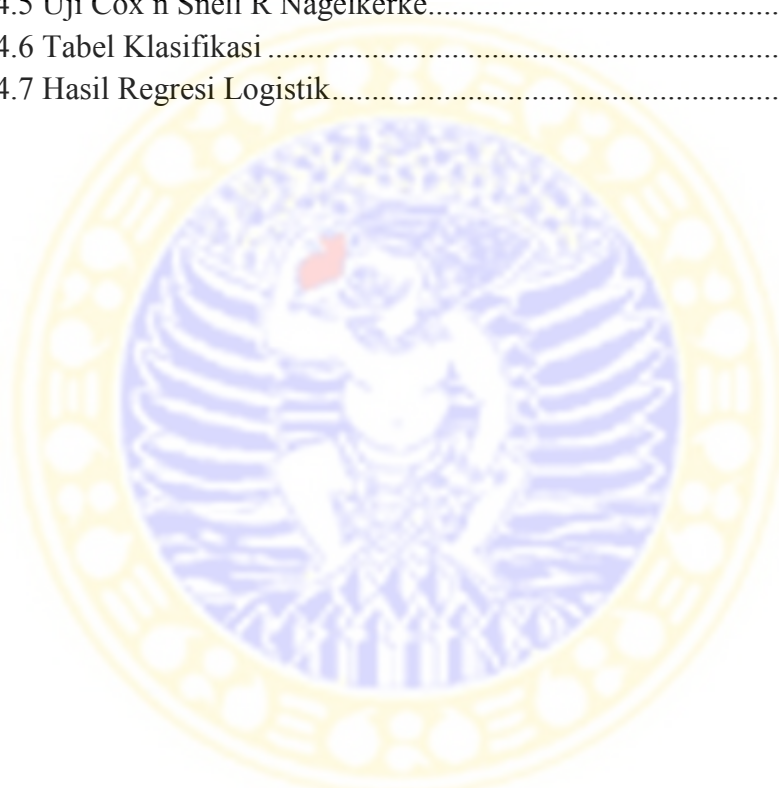 4.5 Uji Cox n Snell R Nagelkerke......................................................
4.6 Tabel Klasifikasi..........................................................................
4.7 Hasil Regresi Logistik..................................................................